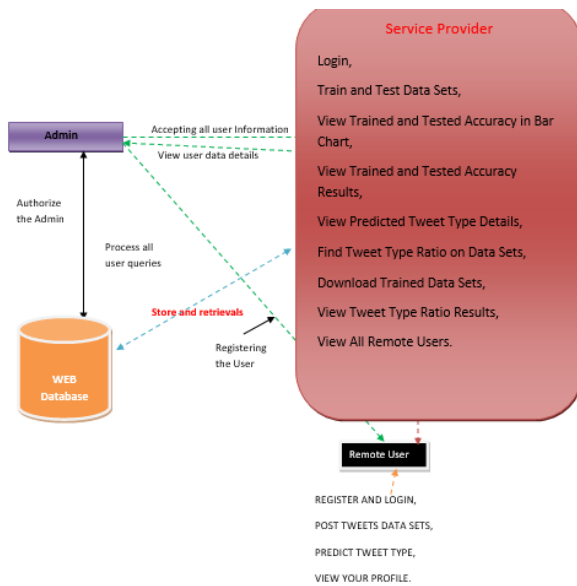 Service Provider
Login,
Train and Test Data Sets,
View Trained and Tested Accuracy in Bar
Chart,
View Trained and Tested Accuracy
Results,
View Predicted Tweet Type Details,
Find Tweet Type Ratio on Data Sets,
Download Trained Data Sets,
View Tweet Type Ratio Results,
View All Remote Users.
Admin
Accepting all user Information
View user data details
Authorize
the Admin
Process all
user queries
Store and retrievals
Registering
the User
WEB
Database
Remote User
REGISTER AND LOGIN,
POST TWEETS DATA SETS,
PREDICT TWEET TYPE,
VIEW YOUR PROFILE.